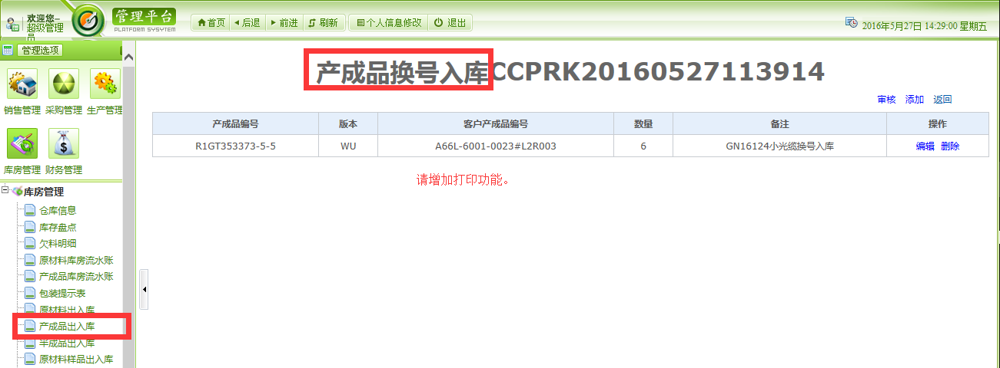 欢迎您–
超级管理
员
管理平台
PLATFORM SYSYTEM
首页 后退 前进 刷新 个人信息修改 退出
2016年5月27日 14:29:00 星期五
管理选项
销售管理 采购管理 生产管理
库房管理 财务管理
库房管理
仓库信息
库存盘点
欠料明细
原材料库房流水账
产成品库房流水账
包装提示表
原材料出入库
产成品出入库
半成品出入库
原材料样品出入库
产成品换号入库CCPRK20160527113914
审核 添加 返回
产成品编号 版本 客户产成品编号 数量 备注 操作
R1GT353373-5-5 WU A66L-6001-0023#L2R003 6 GN16124小光缆换号入库 编辑 删除
请增加打印功能。